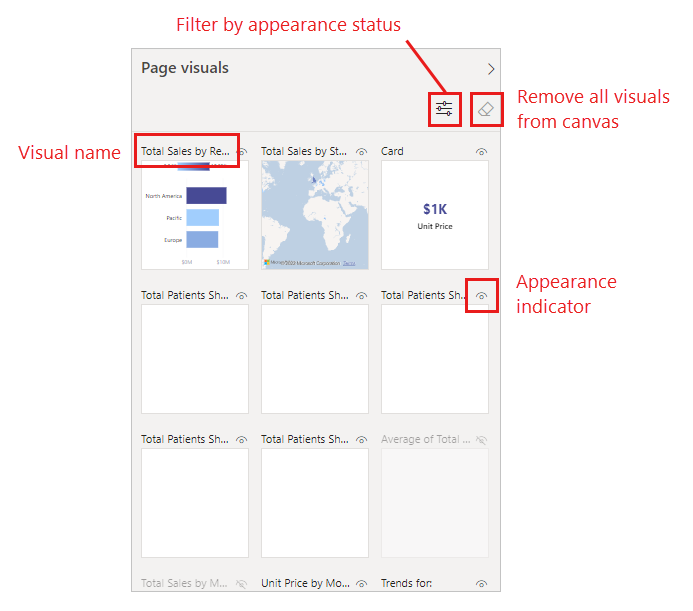 Filter by appearance status
Page visuals
Remove all visuals
from canvas
Visual name
Total Sales by Re...
Total Sales by St...
Card
North America
Pacific
Europe
$0M
$10M
$1K
Unit Price
Microsoft Corporation
Terms
Appearance
indicator
Total Patients Sh...
Total Patients Sh...
Total Patients Sh...
Total Patients Sh...
Total Patients Sh...
Average of Total ...
Total Sales by M...
Unit Price by Mo...
Trends for: